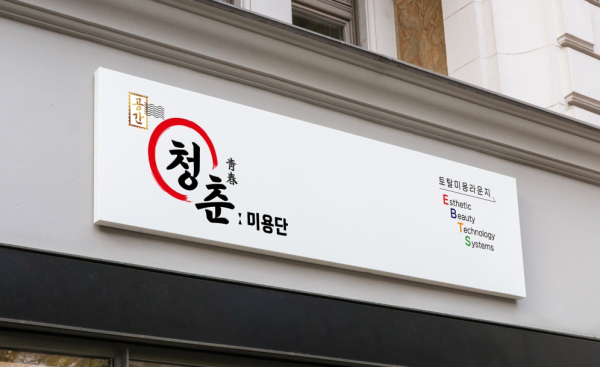 공간
청춘
青春
: 미용단
토탈미용라운지
Esthetic
Beauty
Technology
Systems